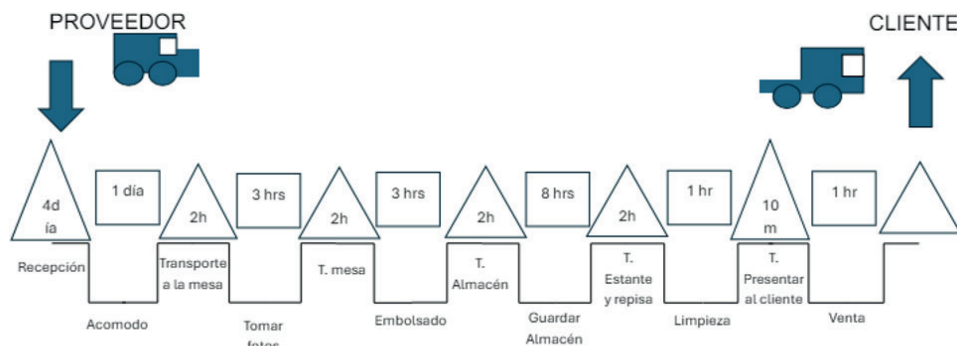 PROVEEDOR
CLIENTE
4d
ía
1 día
2h
3 hrs
2h
3 hrs
2h
8 hrs
2h
1 hr
10
m
1 hr
Recepción
Transporte
a la mesa
T. mesa
T.
Almacén
T.
Estante
y repisa
T.
Presentar
al cliente
Acomodo
Tomar
fotos
Embolsado
Guardar
Almacén
Limpieza
Venta